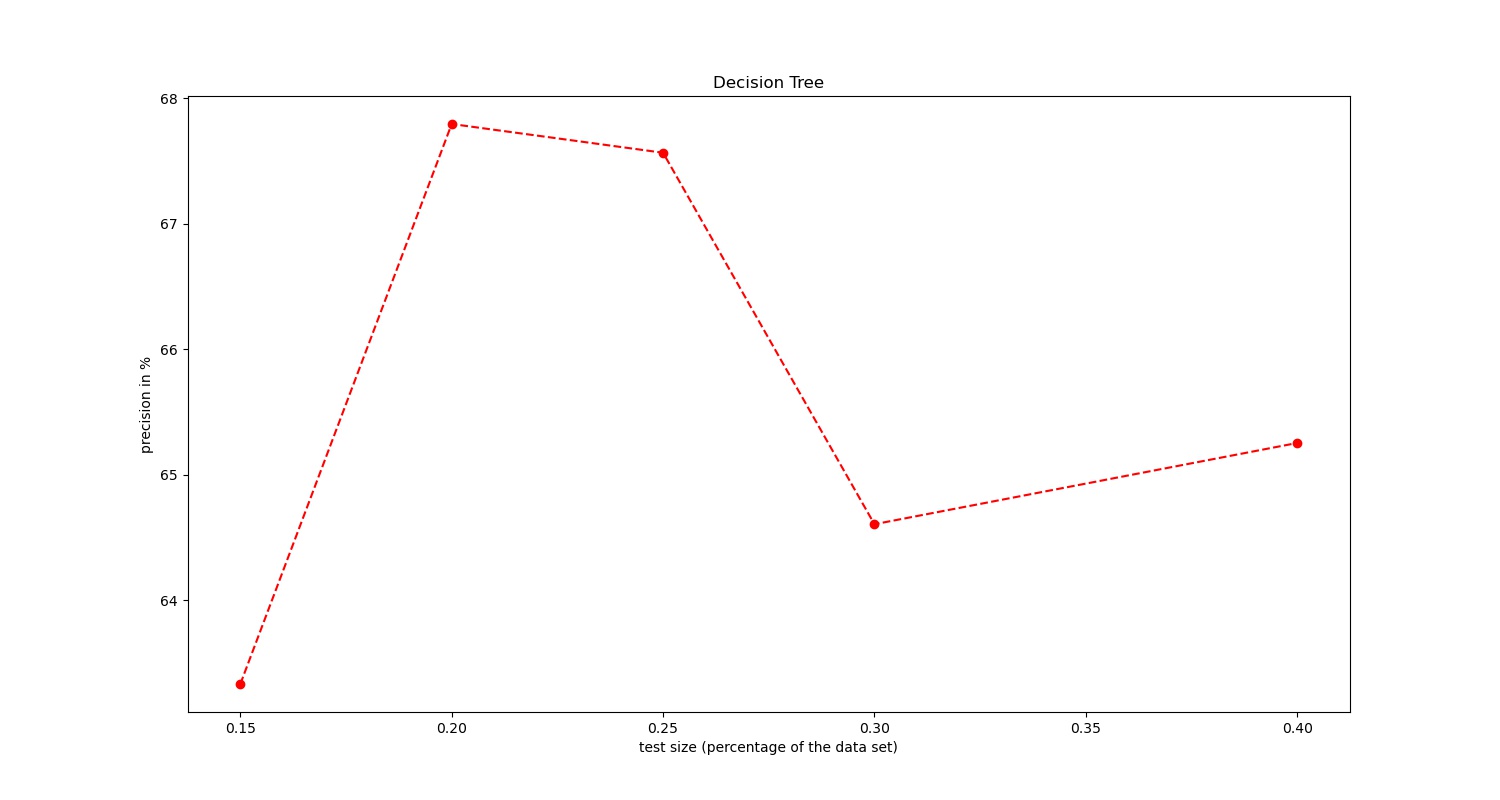 Decision Tree
68
67
66
65
64
precision in %
0.15 0.20 0.25 0.30 0.35 0.40
test size (percentage of the data set)